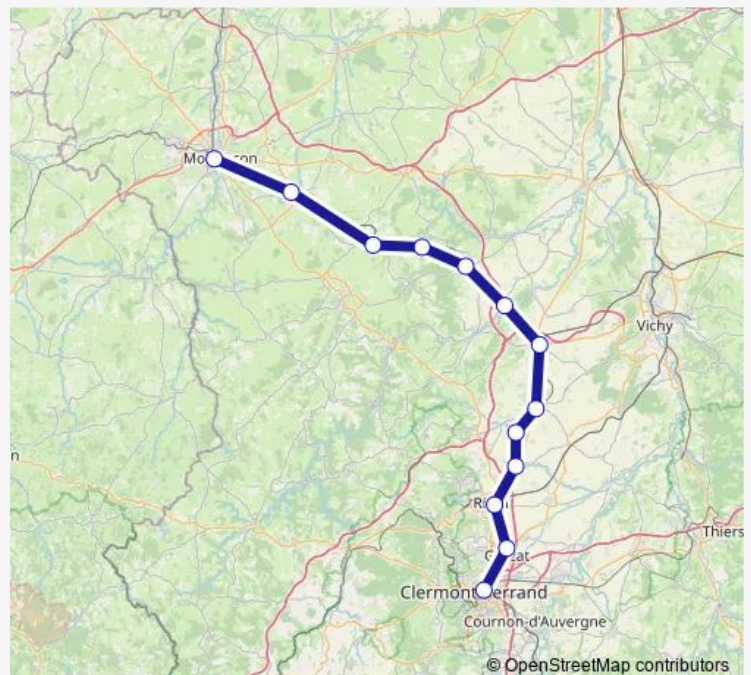 Vichy
n
Thiers
Clermont-Ferrand
Cournon-d'Auvergne
© OpenStreetMap contributors